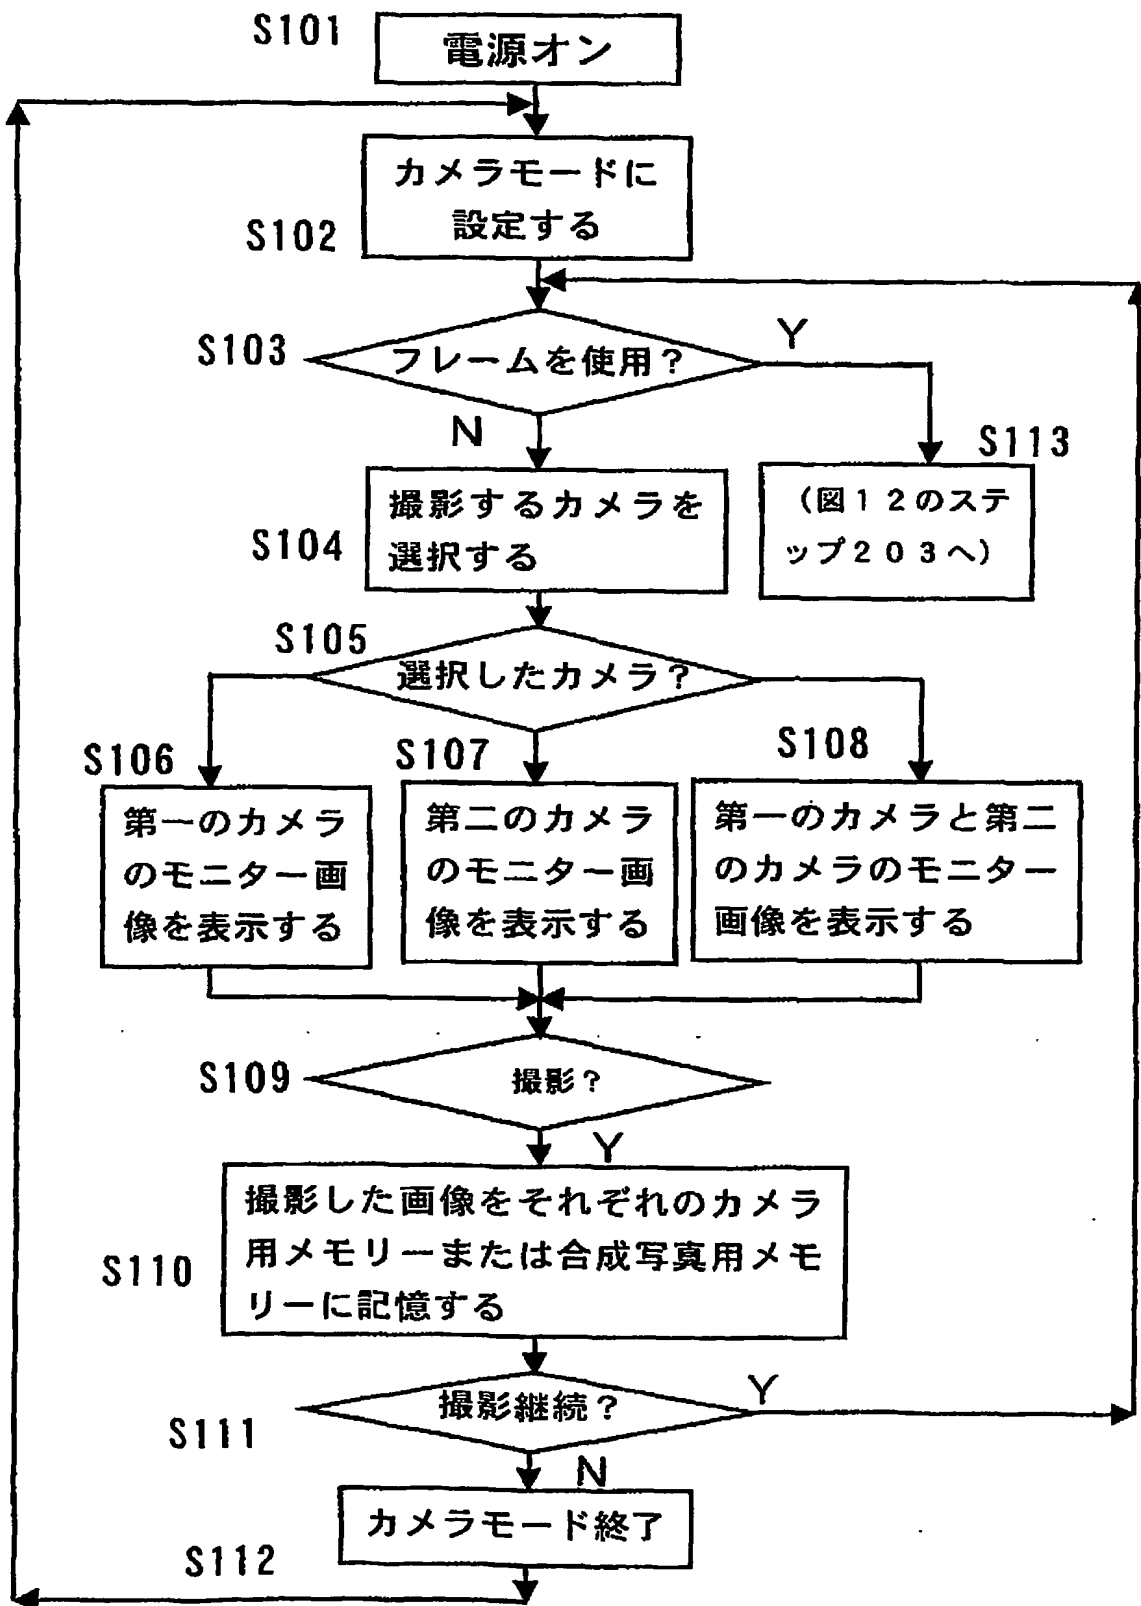 S101
電源オン
カメラモードに
設定する
S102
S103
フレームを使用？
Y
N
S113
（図１２のステ
ップ２０３へ）
撮影するカメラを
選択する
S104
S105
選択したカメラ？
S106
第一のカメラ
のモニター画
像を表示する
S107
第二のカメラ
のモニター画
像を表示する
S108
第一のカメラと第二
のカメラのモニター
画像を表示する
S109
撮影？
Y
撮影した画像をそれぞれのカメラ
用メモリーまたは合成写真用メモ
リーに記憶する
S110
撮影継続？
Y
S111
N
カメラモード終了
S112